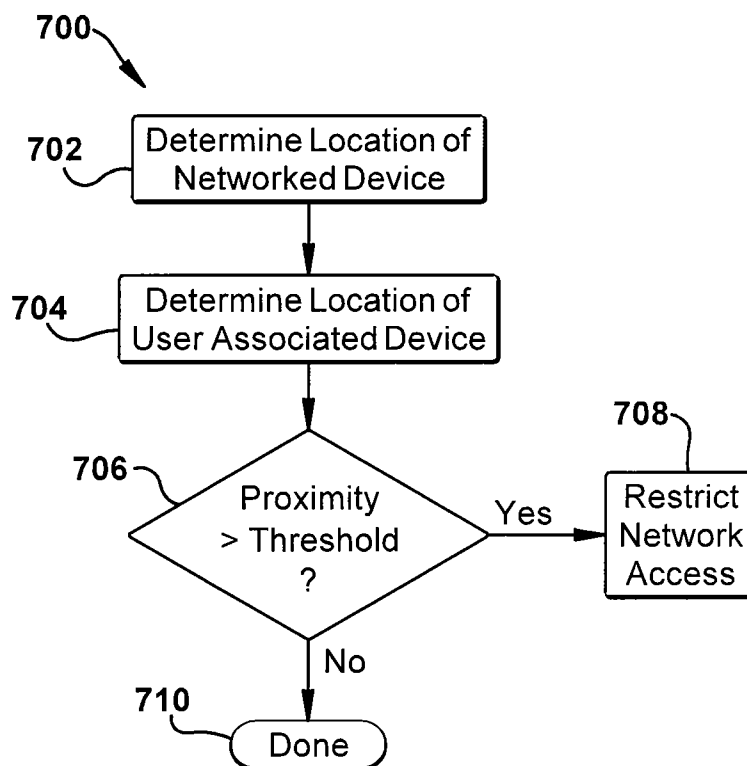 700
702
Determine Location of
Networked Device
704
Determine Location of
User Associated Device
706
Proximity
> Threshold
?
Yes
708
Restrict
Network
Access
No
710
Done